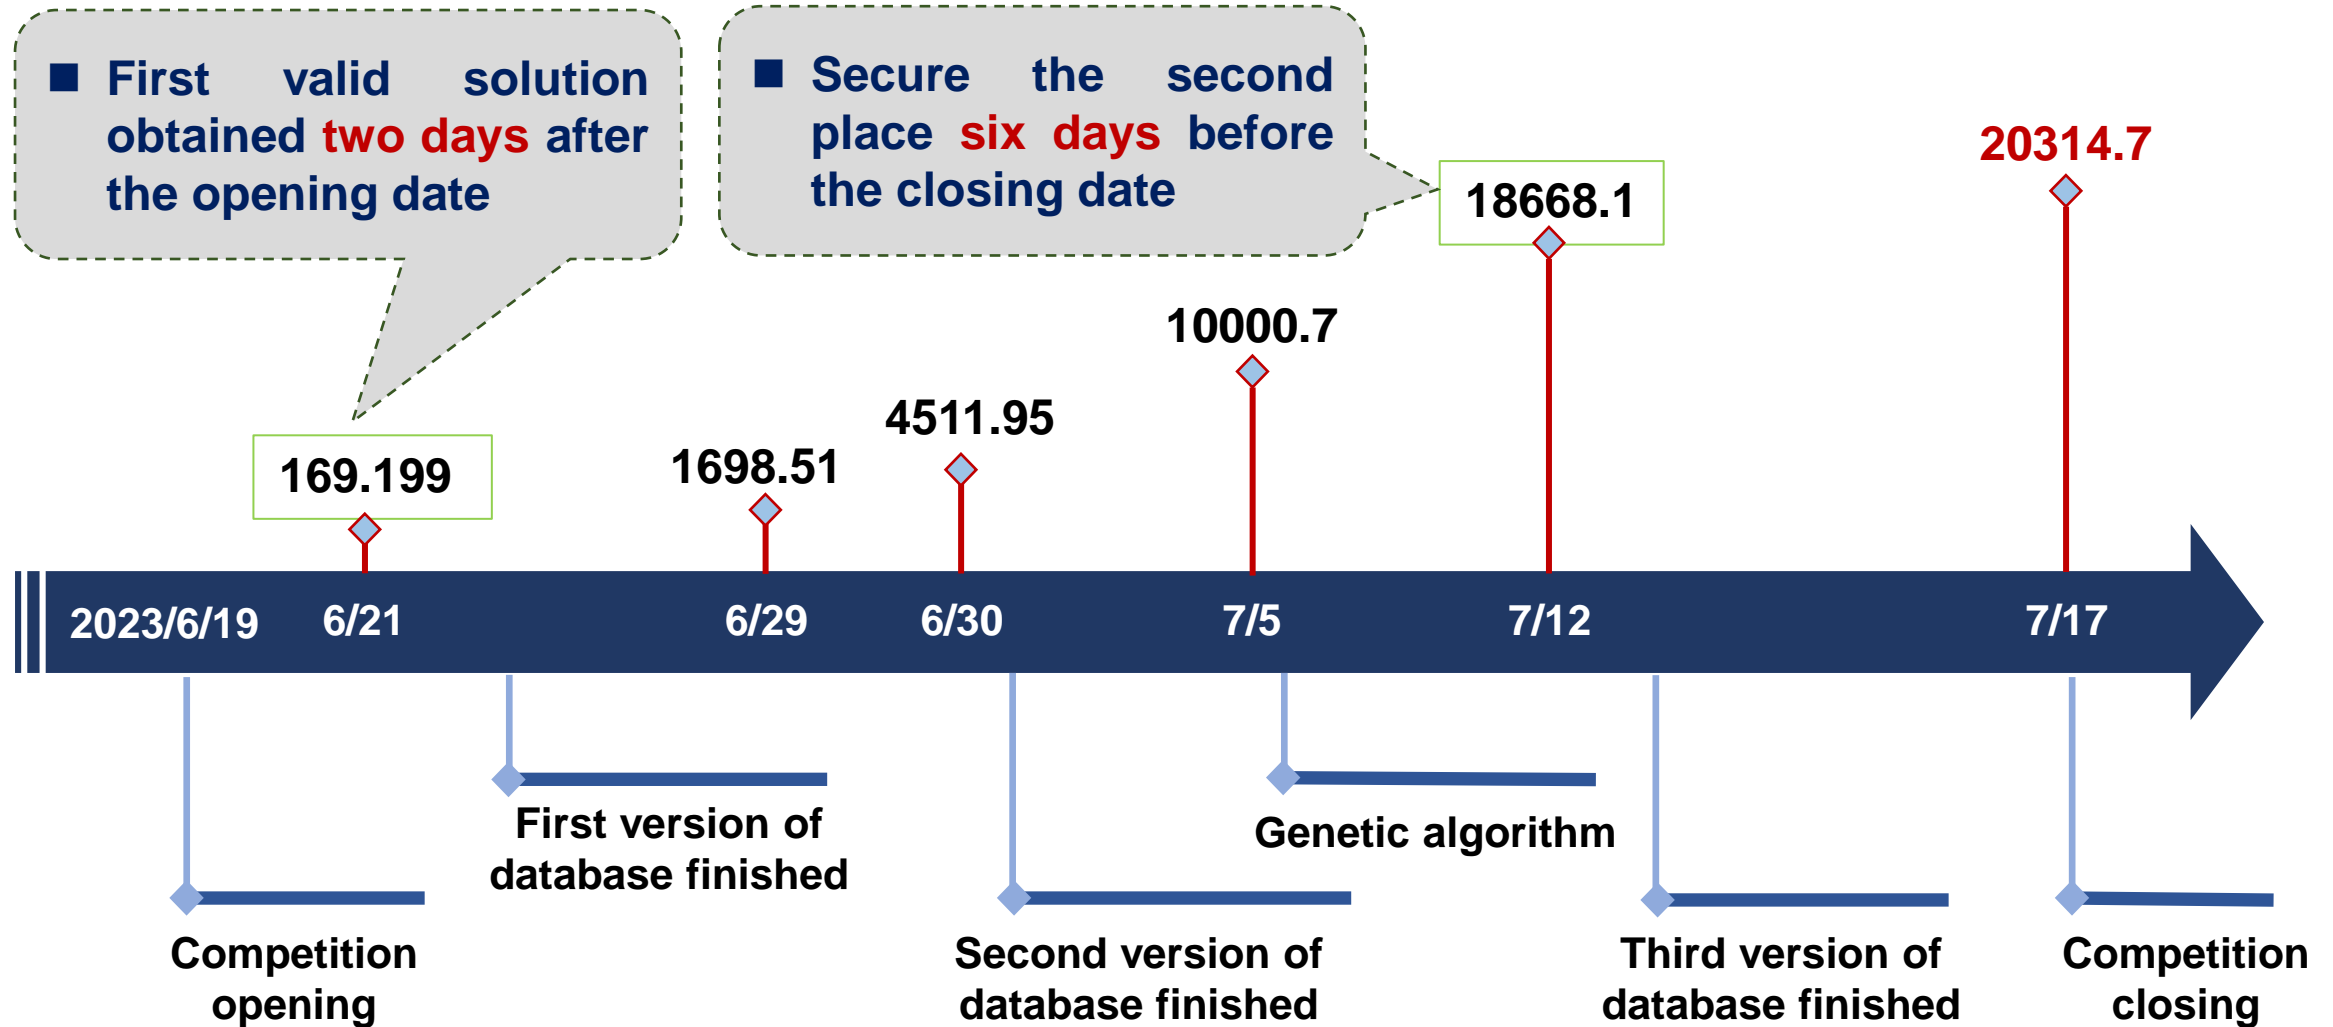 ■ First valid solution
obtained two days after
the opening date
■ Secure the second
place six days before
the closing date
20314.7
18668.1
10000.7
4511.95
1698.51
169.199
2023/6/19 6/21 6/29 6/30 7/5 7/12 7/17
First version of
database finished
Genetic algorithm
Competition
opening
Second version of
database finished
Third version of
database finished
Competition
closing